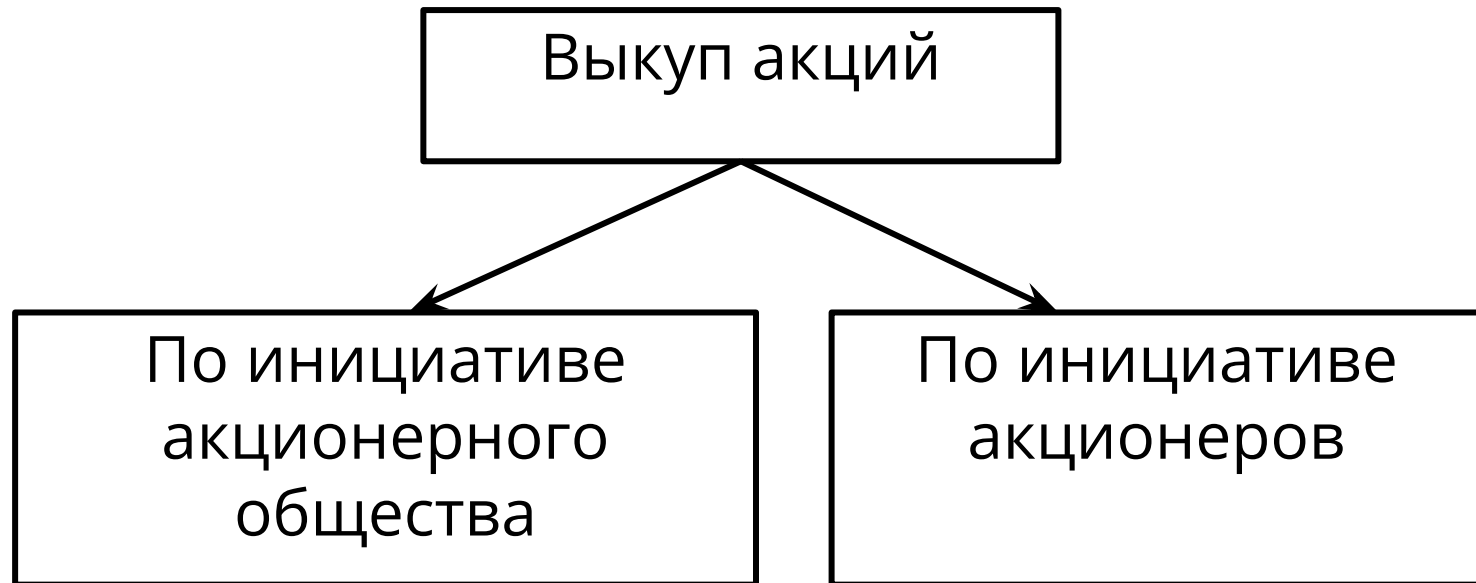 Выкуп акций
По инициативе
акционерного
общества
По инициативе
акционеров